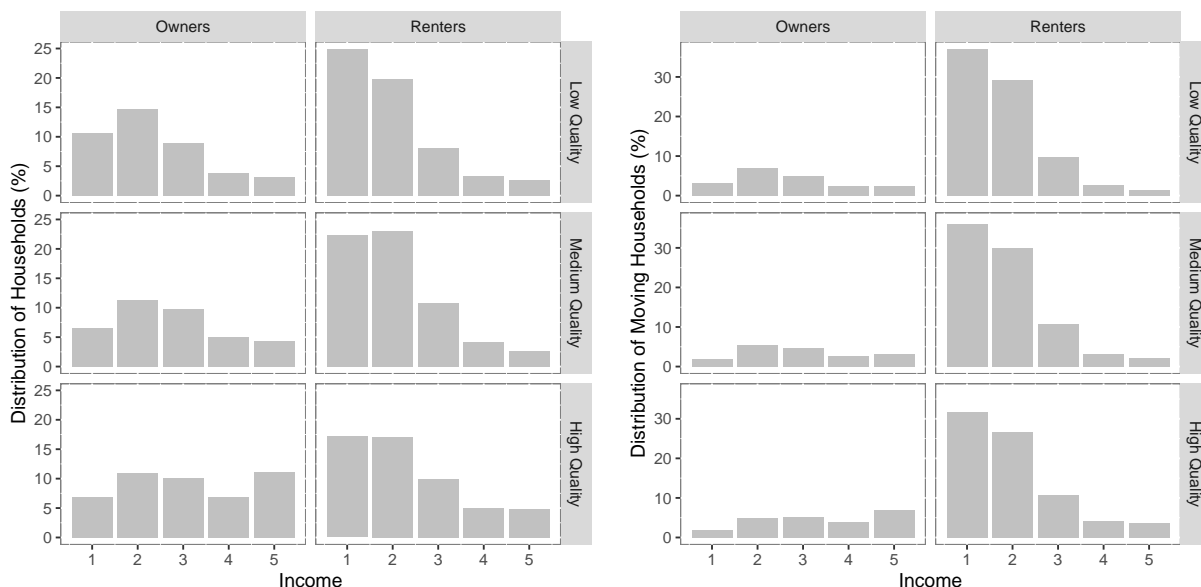 Owners Renters
25
20
15
10
5
0
Low Quality
25
20
15
10
5
0
Medium Quality
25
20
15
10
5
0
High Quality
1 2 3 4 5 1 2 3 4 5
Income
Distribution of Households (%)
Owners Renters
30
20
10
0
Low Quality
30
20
10
0
Medium Quality
30
20
10
0
High Quality
1 2 3 4 5 1 2 3 4 5
Income
Distribution of Moving Households (%)